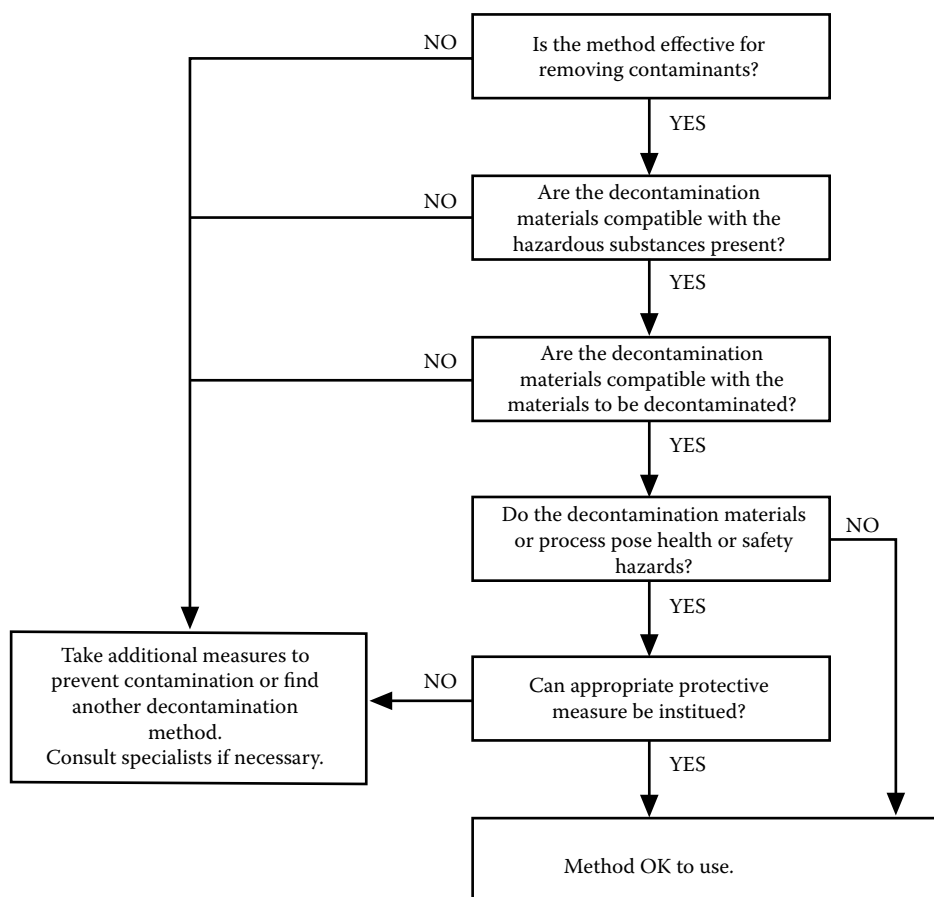 NO
Is the method effective for
removing contaminants?
YES
NO
Are the decontamination
materials compatible with the
hazardous substances present?
YES
NO
Are the decontamination
materials compatible with the
materials to be decontaminated?
YES
Do the decontamination materials
or process pose health or safety
hazards?
NO
YES
Take additional measures to
prevent contamination or find
another decontamination
method.
Consult specialists if necessary.
NO
Can appropriate protective
measure be institued?
YES
Method OK to use.